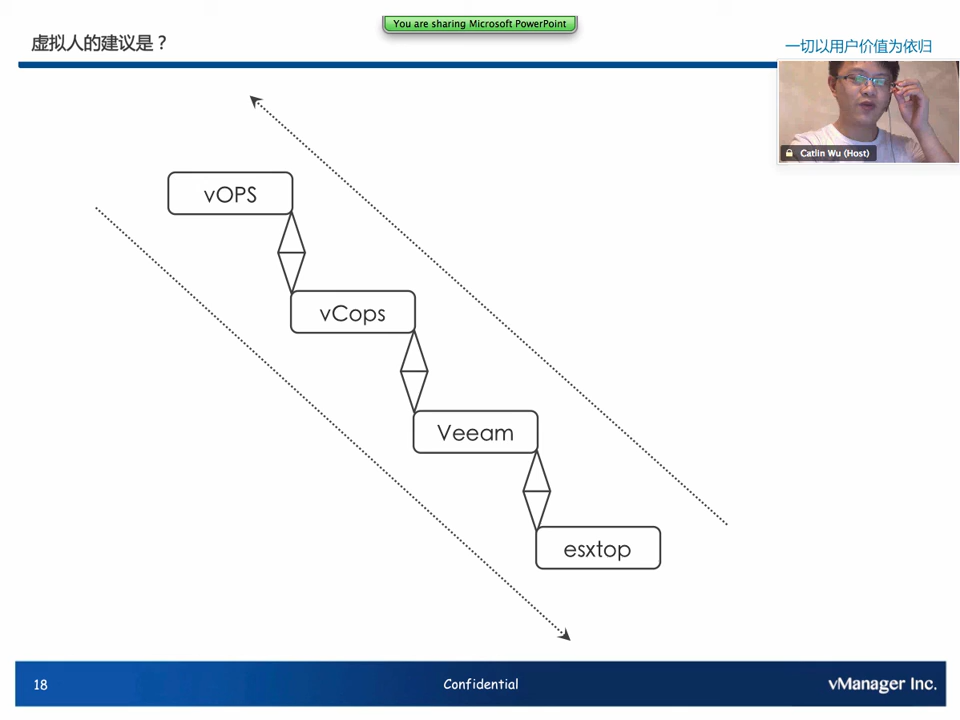 You are sharing Microsoft PowerPoint
虚拟人的建议是？
一切以用户价值为依归
Catlin Wu (Host)
vOPS
vCops
Veeam
esxtop
18
Confidential
vManager Inc.